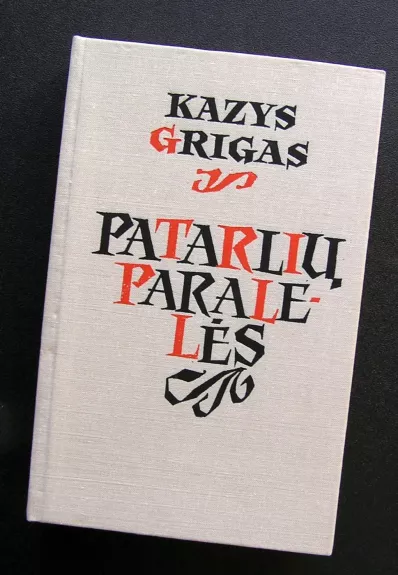 KAZYS
GRIGAS
PATARLIŲ
PARALE-
LĖS